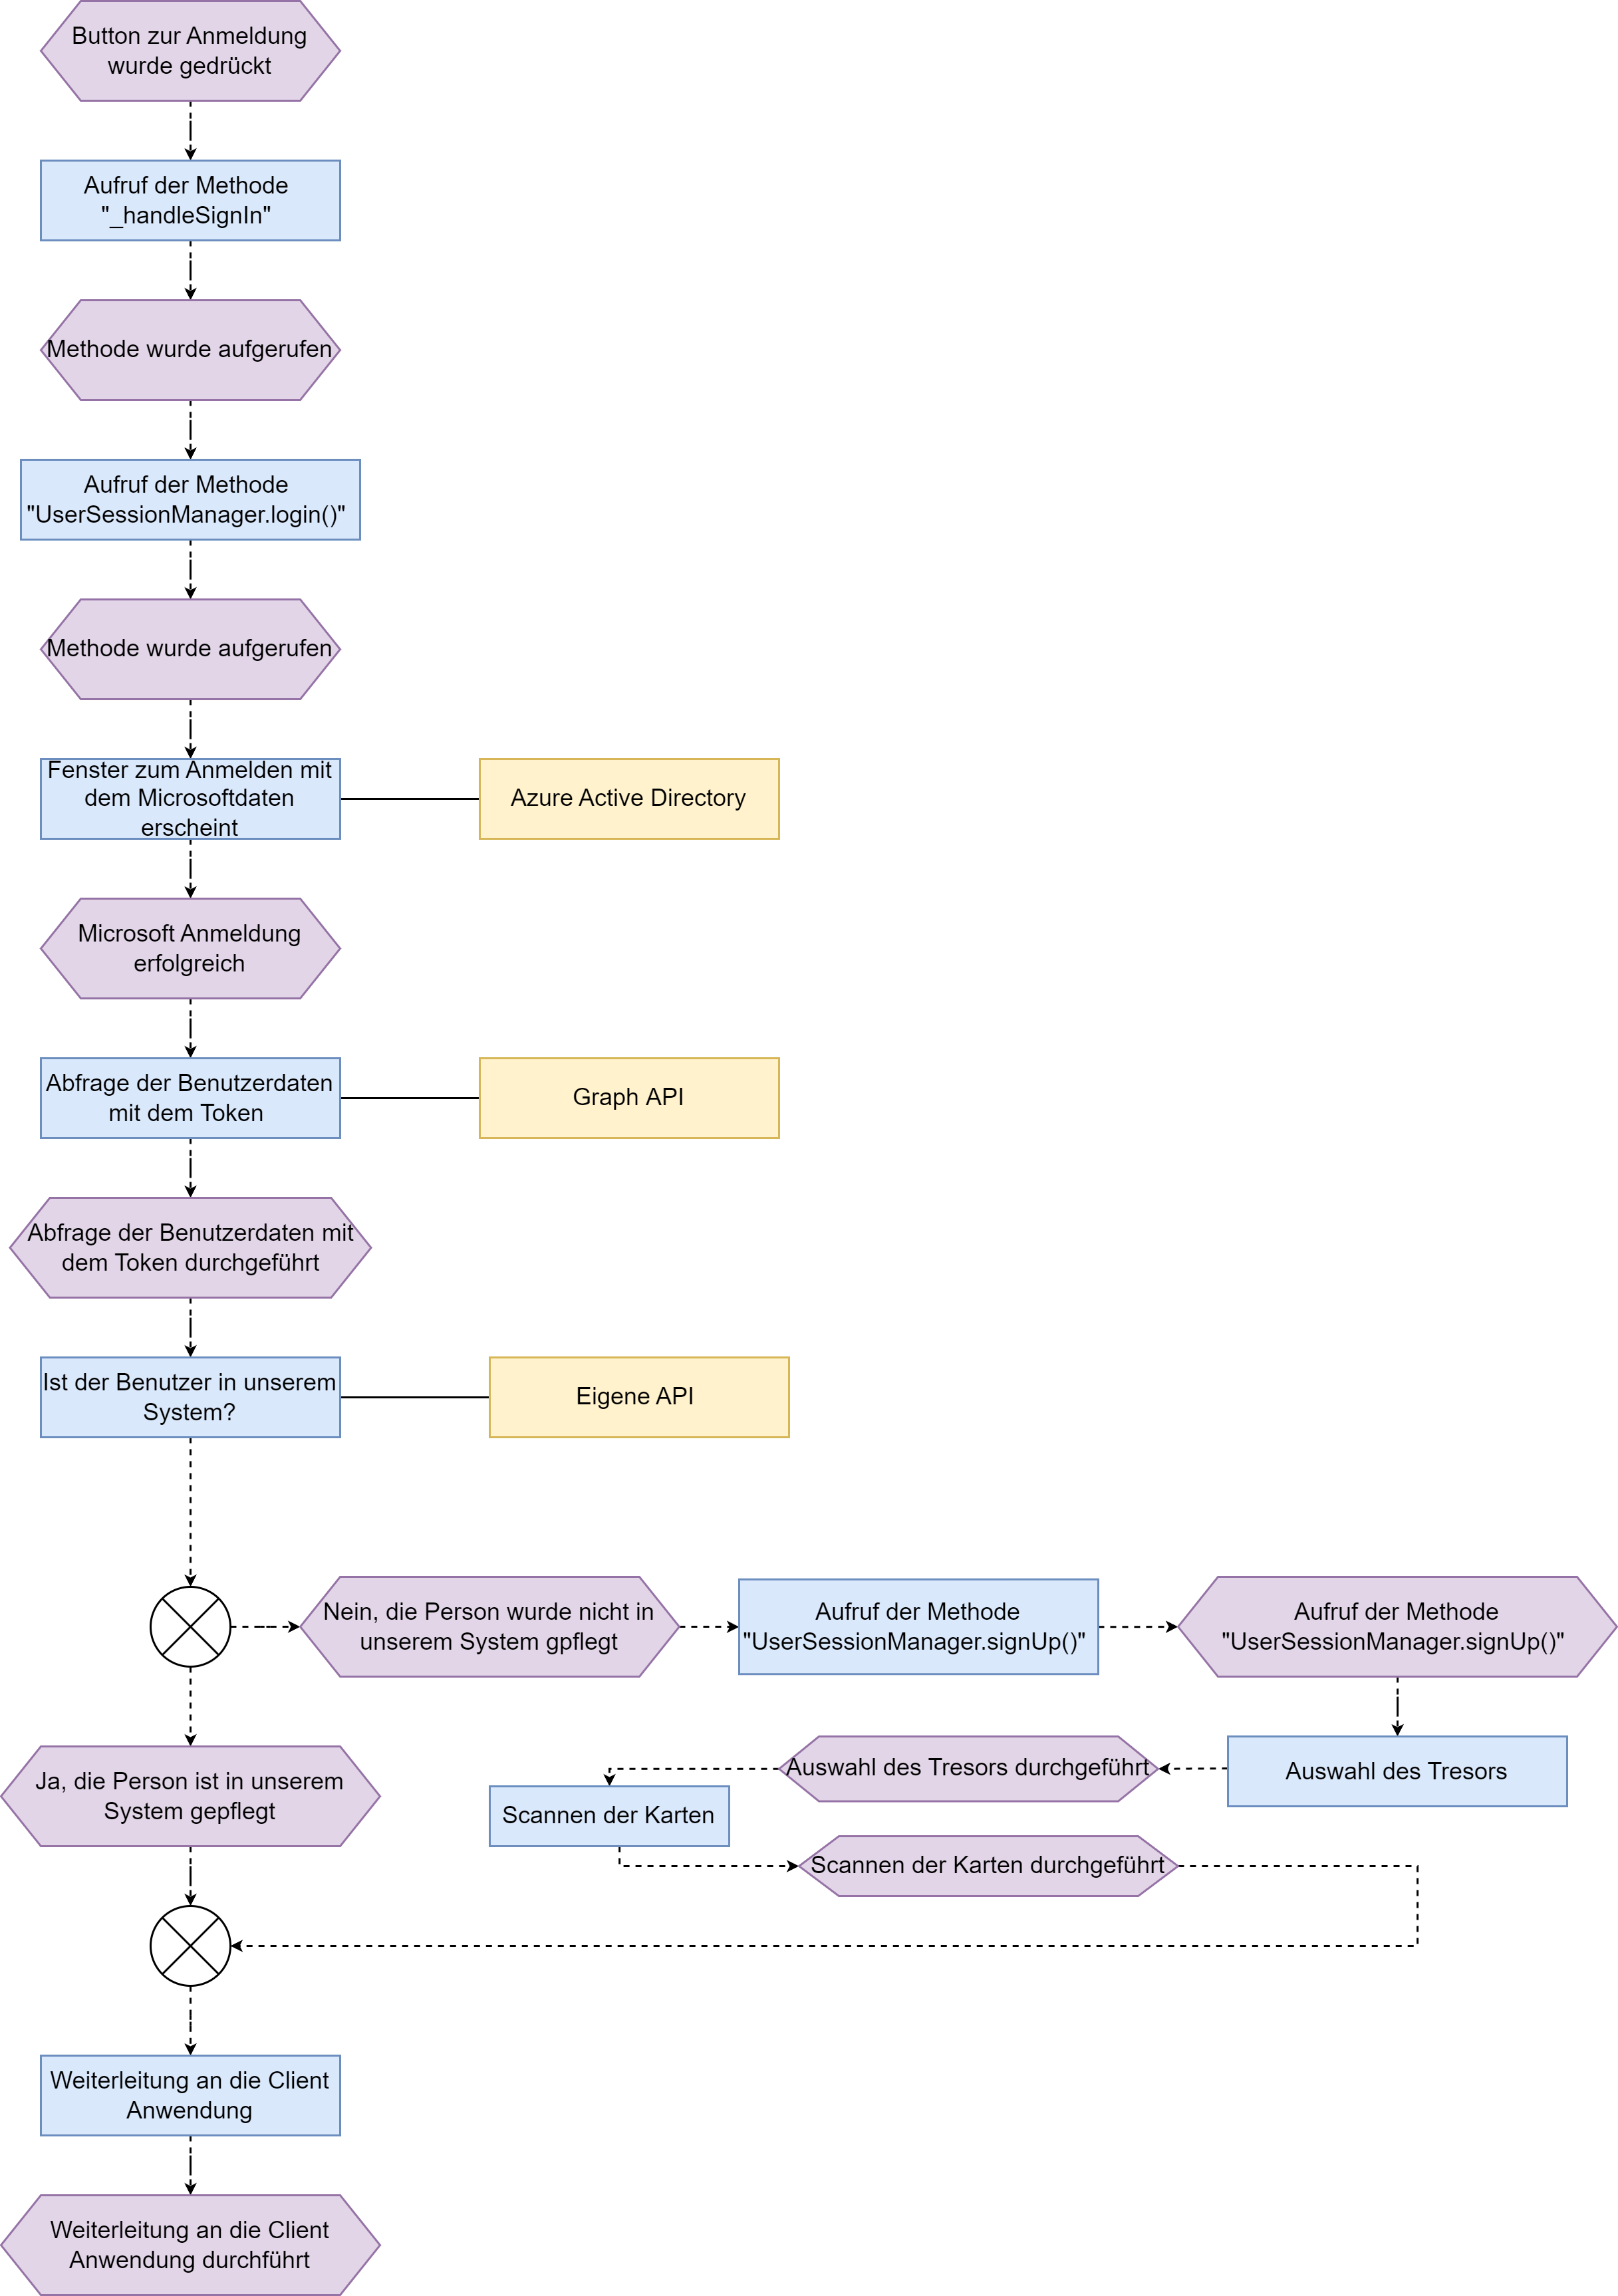 Button zur Anmeldung
wurde gedrückt
Aufruf der Methode
"_handleSignIn"
Methode wurde aufgerufen
Aufruf der Methode
"UserSessionManager.login()"
Methode wurde aufgerufen
Fenster zum Anmelden mit
dem Microsoftdaten
erscheint
Azure Active Directory
Microsoft Anmeldung
erfolgreich
Abfrage der Benutzerdaten
mit dem Token
Graph API
Abfrage der Benutzerdaten mit
dem Token durchgeführt
Ist der Benutzer in unserem
System?
Eigene API
Nein, die Person wurde nicht in
unserem System gpflegt
Aufruf der Methode
"UserSessionManager.signUp()"
Aufruf der Methode
"UserSessionManager.signUp()"
Auswahl des Tresors
Auswahl des Tresors durchgeführt
Scannen der Karten
Scannen der Karten durchgeführt
Ja, die Person ist in unserem
System gepflegt
Weiterleitung an die Client
Anwendung
Weiterleitung an die Client
Anwendung durchführt